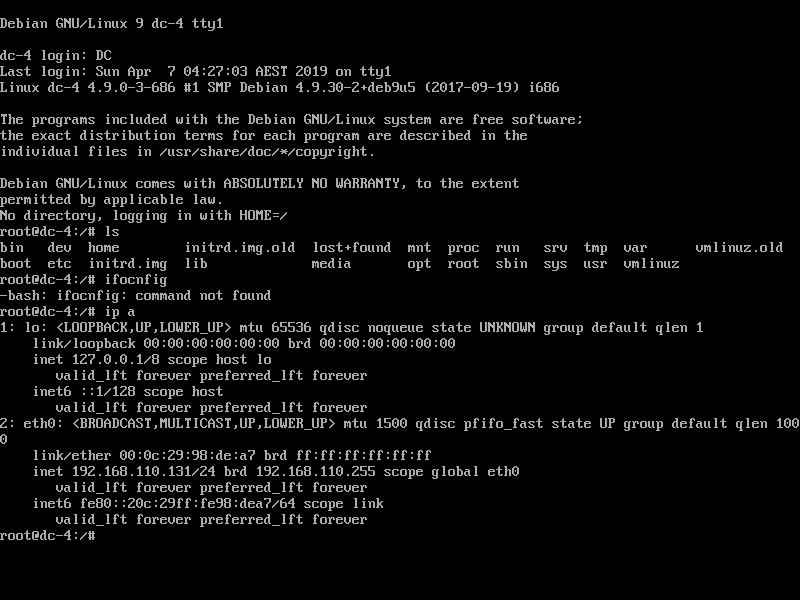 Debian GNU/Linux 9 dc-4 tty1
dc-4 login: DC
Last login: Sun Apr  7 04:27:03 AEST 2019 on tty1
Linux dc-4 4.9.0-3-686 #1 SMP Debian 4.9.30-2+deb9u5 (2017-09-19) i686
The programs included with the Debian GNU/Linux system are free software;
the exact distribution terms for each program are described in the
individual files in /usr/share/doc/*/copyright.
Debian GNU/Linux comes with ABSOLUTELY NO WARRANTY, to the extent
permitted by applicable law.
No directory, logging in with HOME=/
root@dc-4:/# ls
bin   dev  home        initrd.img.old  lost+found  mnt  proc  run   srv  tmp  var      vmlinuz.old
boot  etc  initrd.img  lib             media       opt  root  sbin  sys  usr  vmlinuz
root@dc-4:/# ifocnfig
-bash: ifocnfig: command not found
root@dc-4:/# ip a
1: lo: <LOOPBACK,UP,LOWER_UP> mtu 65536 qdisc noqueue state UNKNOWN group default qlen 1
    link/loopback 00:00:00:00:00:00 brd 00:00:00:00:00:00
    inet 127.0.0.1/8 scope host lo
       valid_lft forever preferred_lft forever
    inet6 ::1/128 scope host
       valid_lft forever preferred_lft forever
2: eth0: <BROADCAST,MULTICAST,UP,LOWER_UP> mtu 1500 qdisc pfifo_fast state UP group default qlen 100
0
    link/ether 00:0c:29:98:de:a7 brd ff:ff:ff:ff:ff:ff
    inet 192.168.110.131/24 brd 192.168.110.255 scope global eth0
       valid_lft forever preferred_lft forever
    inet6 fe80::20c:29ff:fe98:dea7/64 scope link
       valid_lft forever preferred_lft forever
root@dc-4:/#